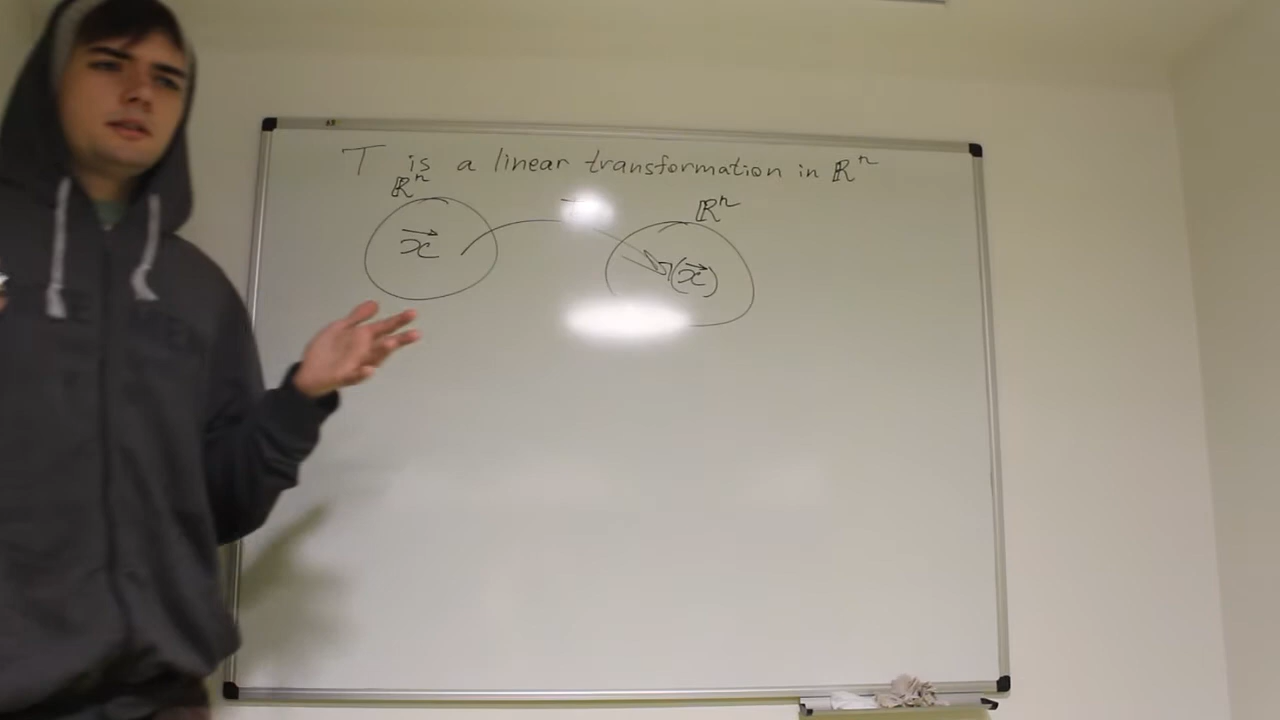 T is a linear transformation in ℝⁿ
ℝⁿ
ℝⁿ
x⃗
T(x⃗)